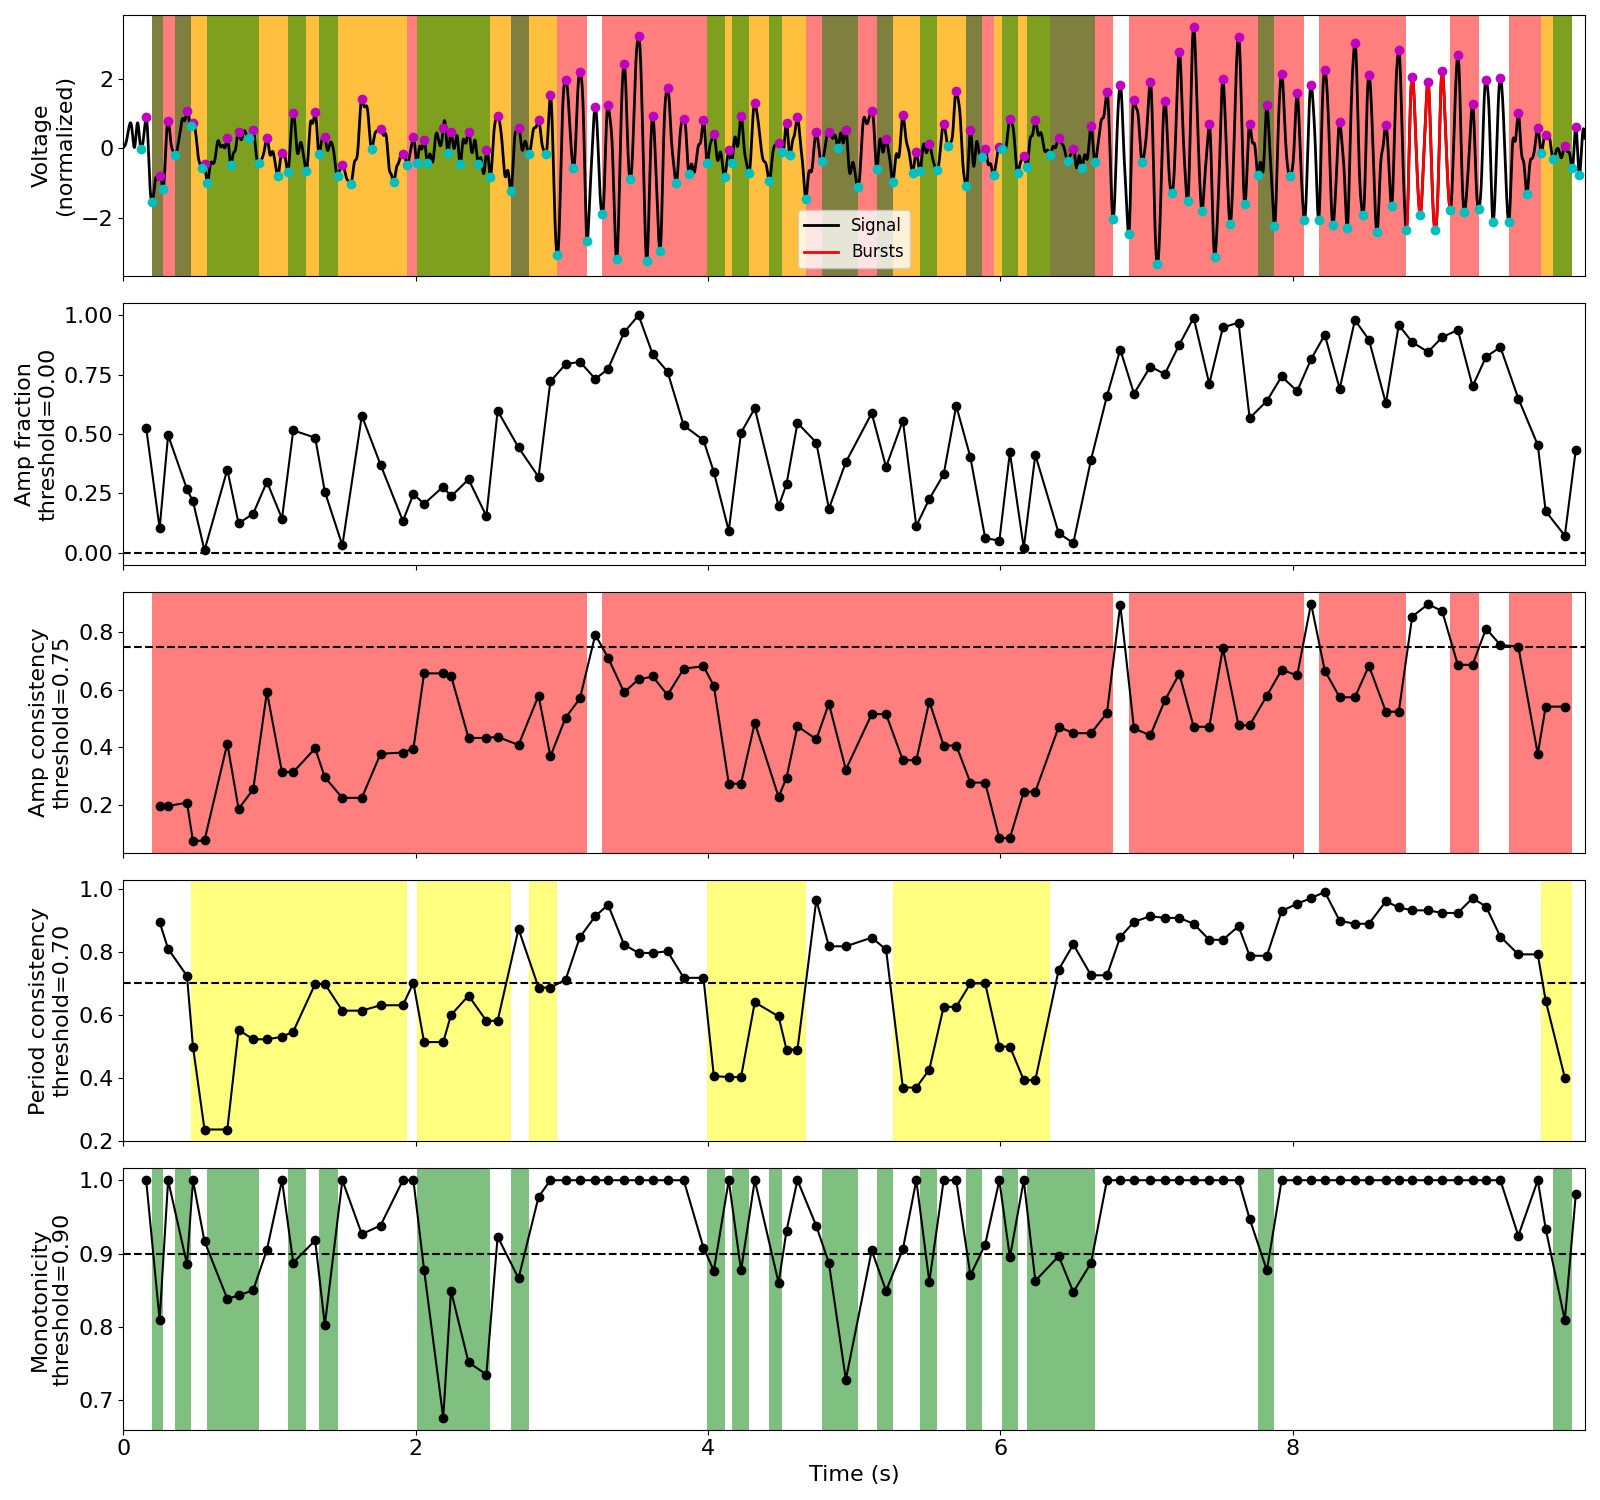 Voltage
(normalized)
2
0
−2
Signal
Bursts
Amp fraction
threshold=0.00
1.00
0.75
0.50
0.25
0.00
Amp consistency
threshold=0.75
0.8
0.6
0.4
0.2
Period consistency
threshold=0.70
1.0
0.8
0.6
0.4
0.2
Monotonicity
threshold=0.90
1.0
0.9
0.8
0.7
0 2 4 6 8
Time (s)